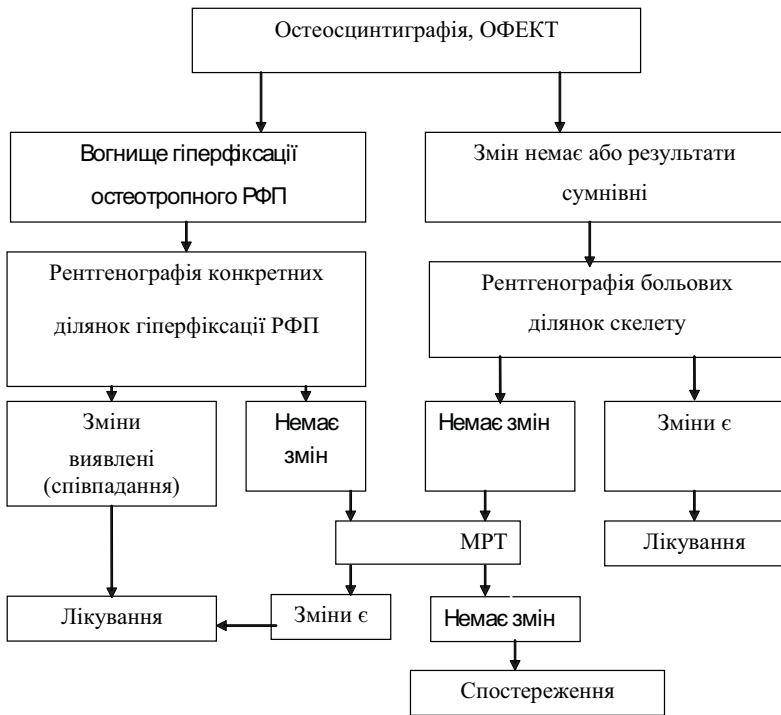 Остеосцинтиграфія, ОФЕКТ
Вогнище гіперфіксації
остеотропного РФП
Змін немає або результати
сумнівні
Рентгенографія конкретних
ділянок гіперфіксації РФП
Рентгенографія больових
ділянок скелету
Зміни
виявлені
(співпадання)
Немає
змін
Немає змін
Зміни є
МРТ
Лікування
Лікування
Зміни є
Немає змін
Спостереження